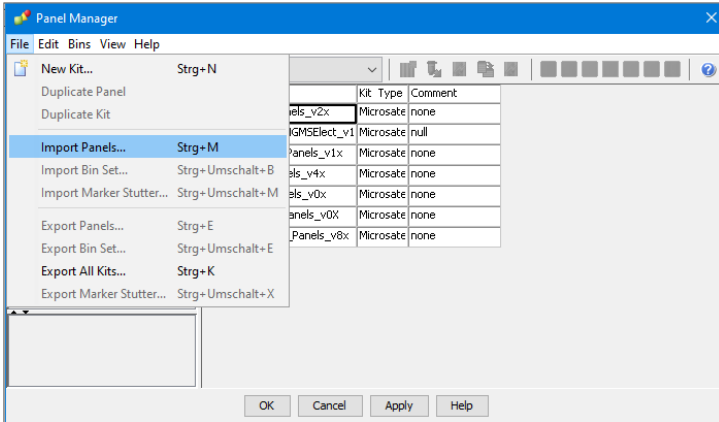 Panel Manager
File Edit Bins View Help
New Kit... Strg+N
Duplicate Panel
Duplicate Kit
Import Panels... Strg+M
Import Bin Set... Strg+Umschalt+B
Import Marker Stutter... Strg+Umschalt+M
Export Panels... Strg+E
Export Bin Set... Strg+Umschalt+E
Export All Kits... Strg+K
Export Marker Stutter... Strg+Umschalt+X
Kit Type Comment
els_v2x Microsate none
IGMSElect_v1 Microsate null
Panels_v1x Microsate none
els_v4x Microsate none
els_v0x Microsate none
anels_v0X Microsate none
_Panels_v8x Microsate none
OK Cancel Apply Help